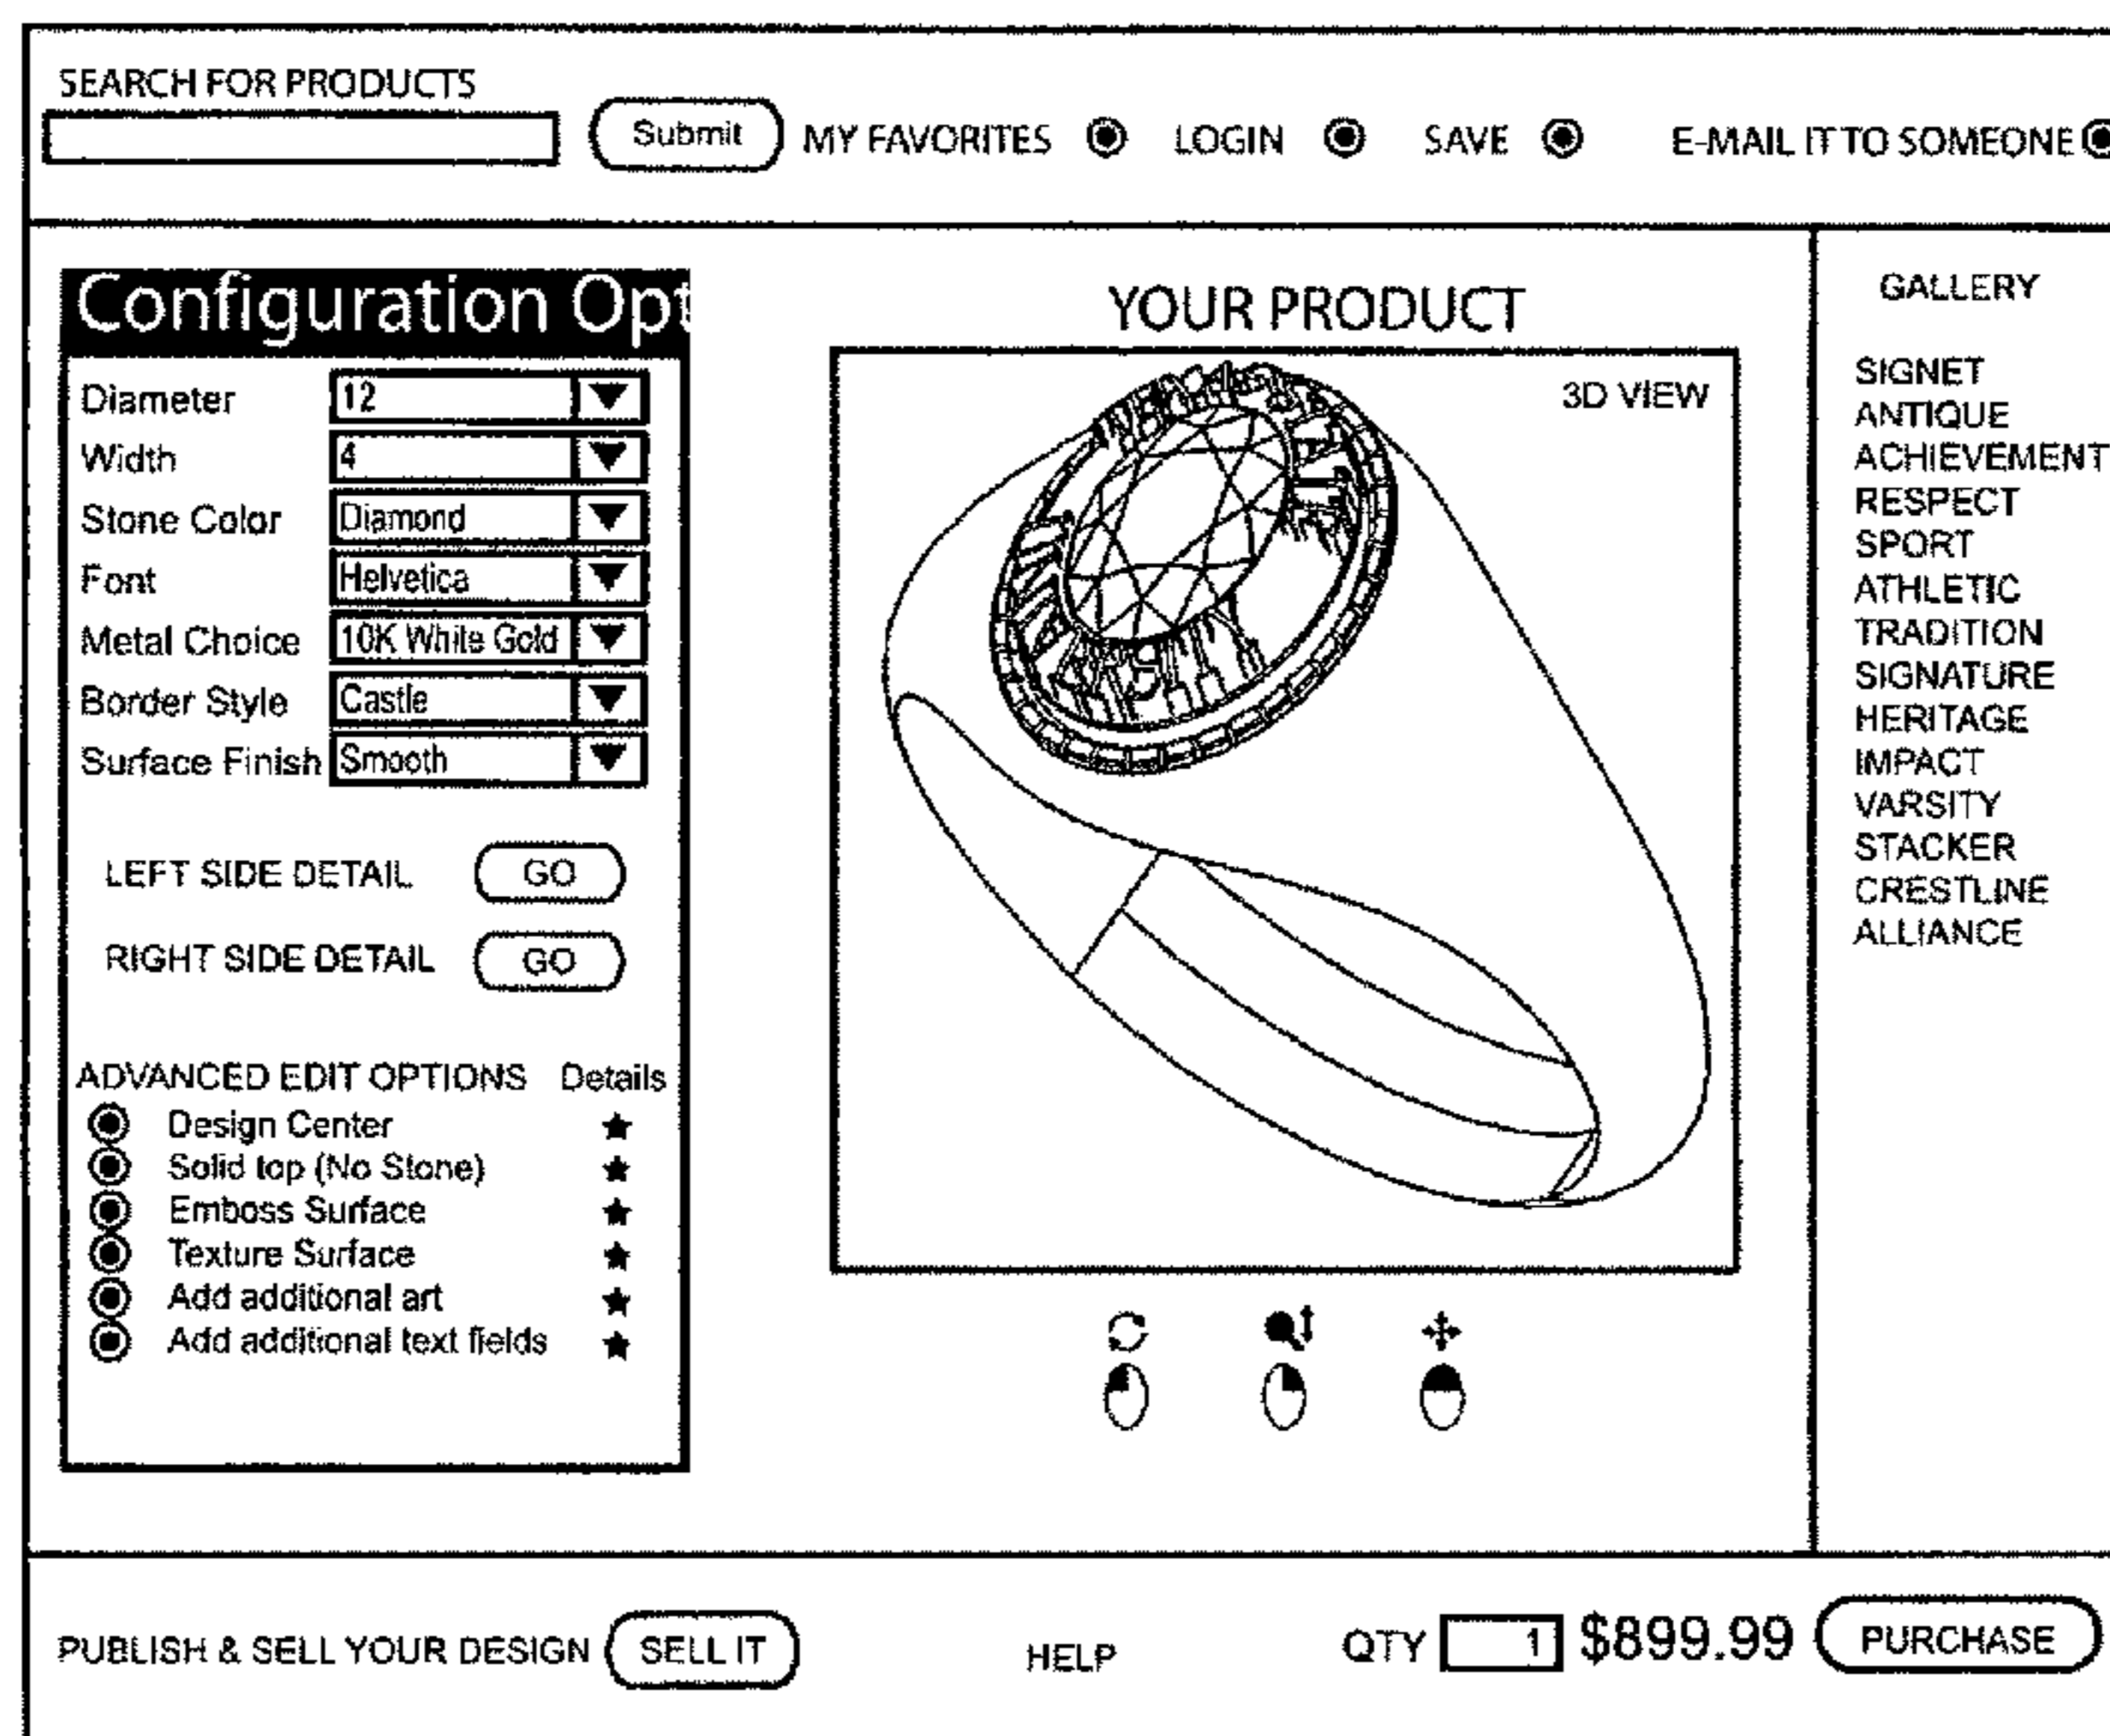 SEARCH FOR PRODUCTS
Submit MY FAVORITES LOGIN SAVE E-MAIL IT TO SOMEONE
Configuration Opt
Diameter 12
Width 4
Stone Color Diamond
Font Helvetica
Metal Choice 10K White Gold
Border Style Castle
Surface Finish Smooth
LEFT SIDE DETAIL GO
RIGHT SIDE DETAIL GO
ADVANCED EDIT OPTIONS Details
Design Center
Solid top (No Stone)
Emboss Surface
Texture Surface
Add additional art
Add additional text fields
YOUR PRODUCT
3D VIEW
GALLERY
SIGNET
ANTIQUE
ACHIEVEMENT
RESPECT
SPORT
ATHLETIC
TRADITION
SIGNATURE
HERITAGE
IMPACT
VARSITY
STACKER
CRESTLINE
ALLIANCE
PUBLISH & SELL YOUR DESIGN SELL IT HELP QTY 1 $899.99 PURCHASE